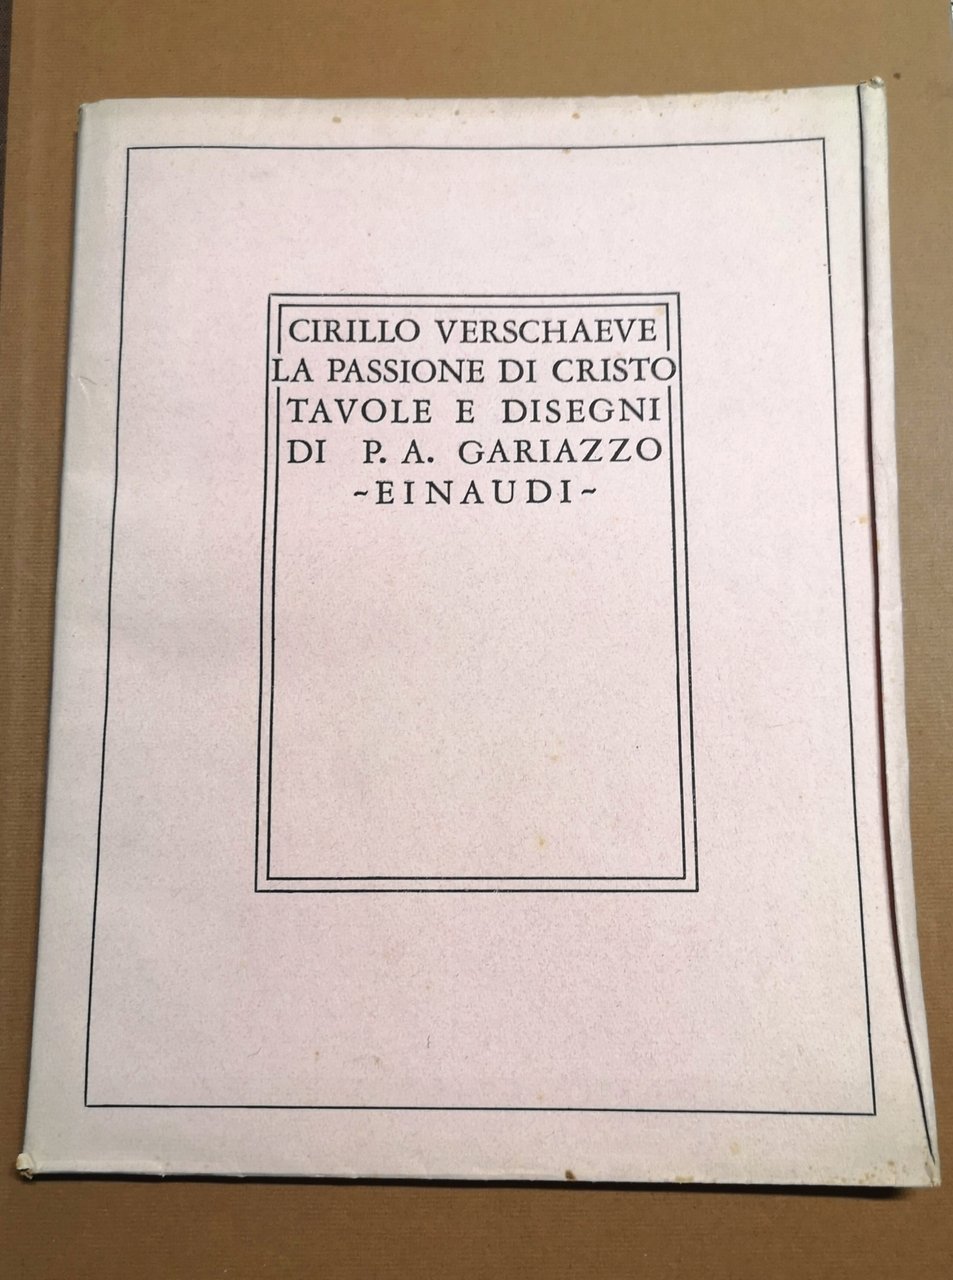 CIRILLO VERSCHAEVE
LA PASSIONE DI CRISTO
TAVOLE E DISEGNI
DI P. A. GARIAZZO
~EINAUDI~